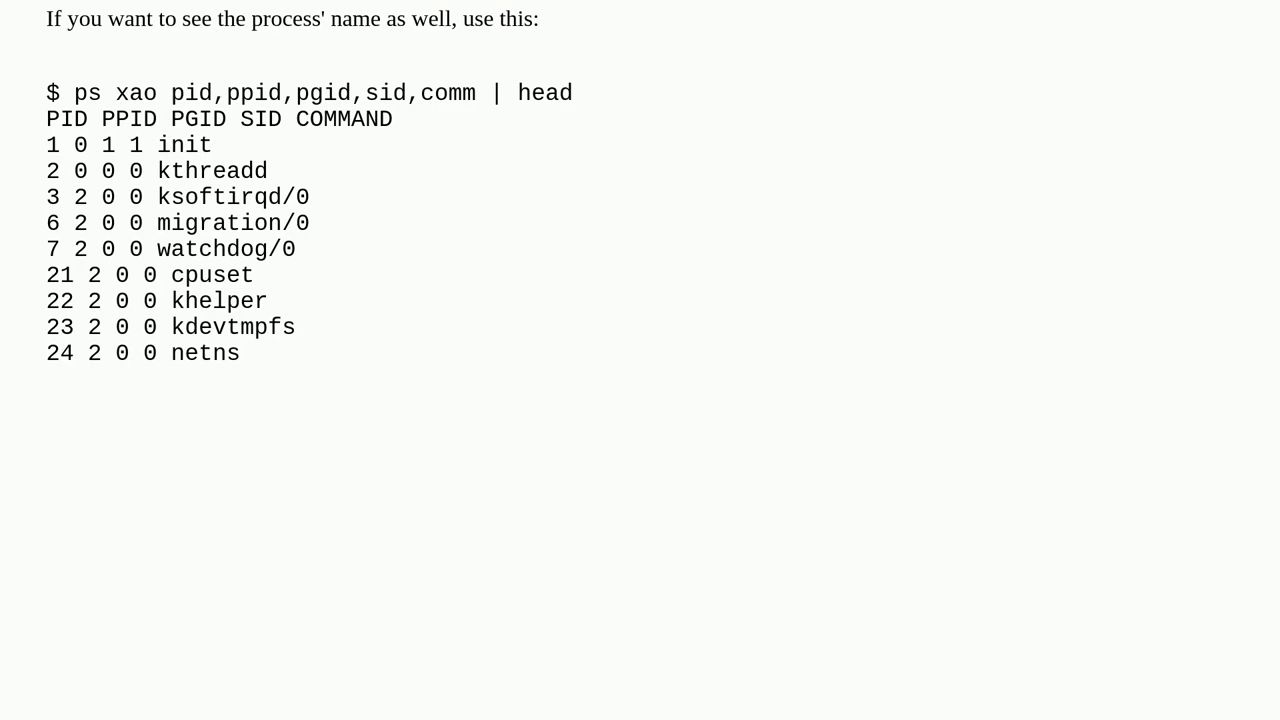 If you want to see the process' name as well, use this:
$ ps xao pid,ppid,pgid,sid,comm | head
PID PPID PGID SID COMMAND
1 0 1 1 init
2 0 0 0 kthreadd
3 2 0 0 ksoftirqd/0
6 2 0 0 migration/0
7 2 0 0 watchdog/0
21 2 0 0 cpuset
22 2 0 0 khelper
23 2 0 0 kdevtmpfs
24 2 0 0 netns